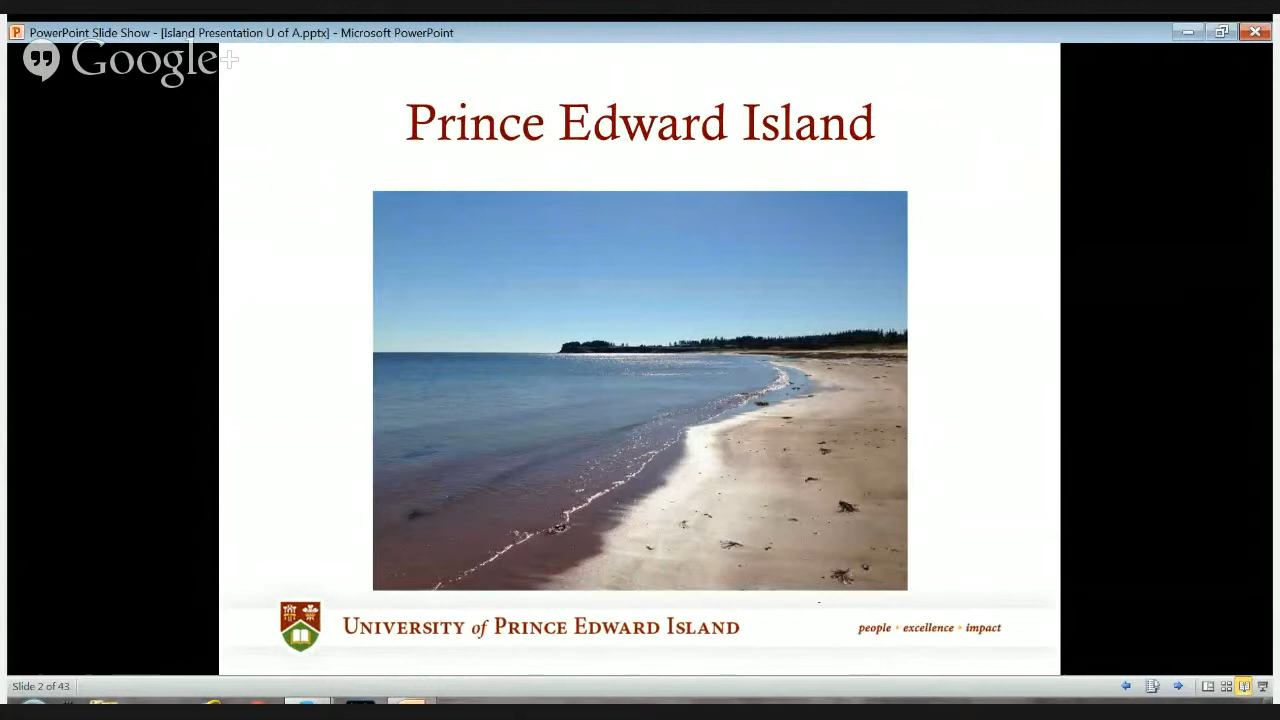 PowerPoint Slide Show - [Island Presentation U of A.pptx] - Microsoft PowerPoint
Google+
Prince Edward Island
UNIVERSITY of PRINCE EDWARD ISLAND
people • excellence • impact
Slide 2 of 43